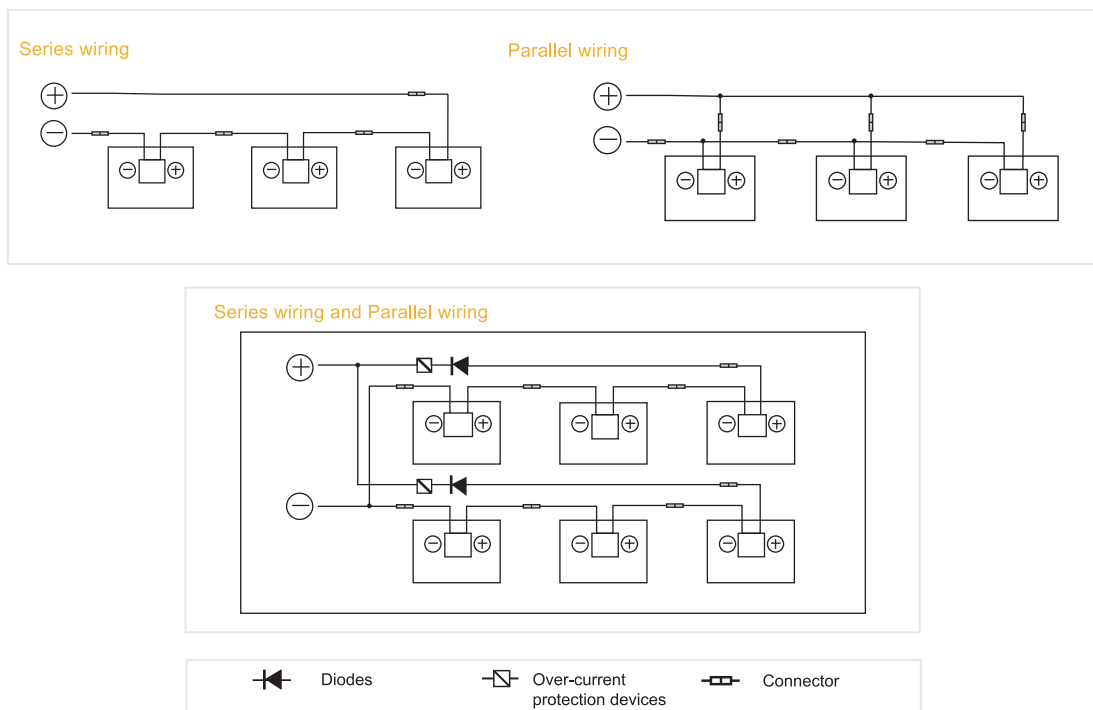 Series wiring
Parallel wiring
Series wiring and Parallel wiring
Diodes
Over-current
protection devices
Connector